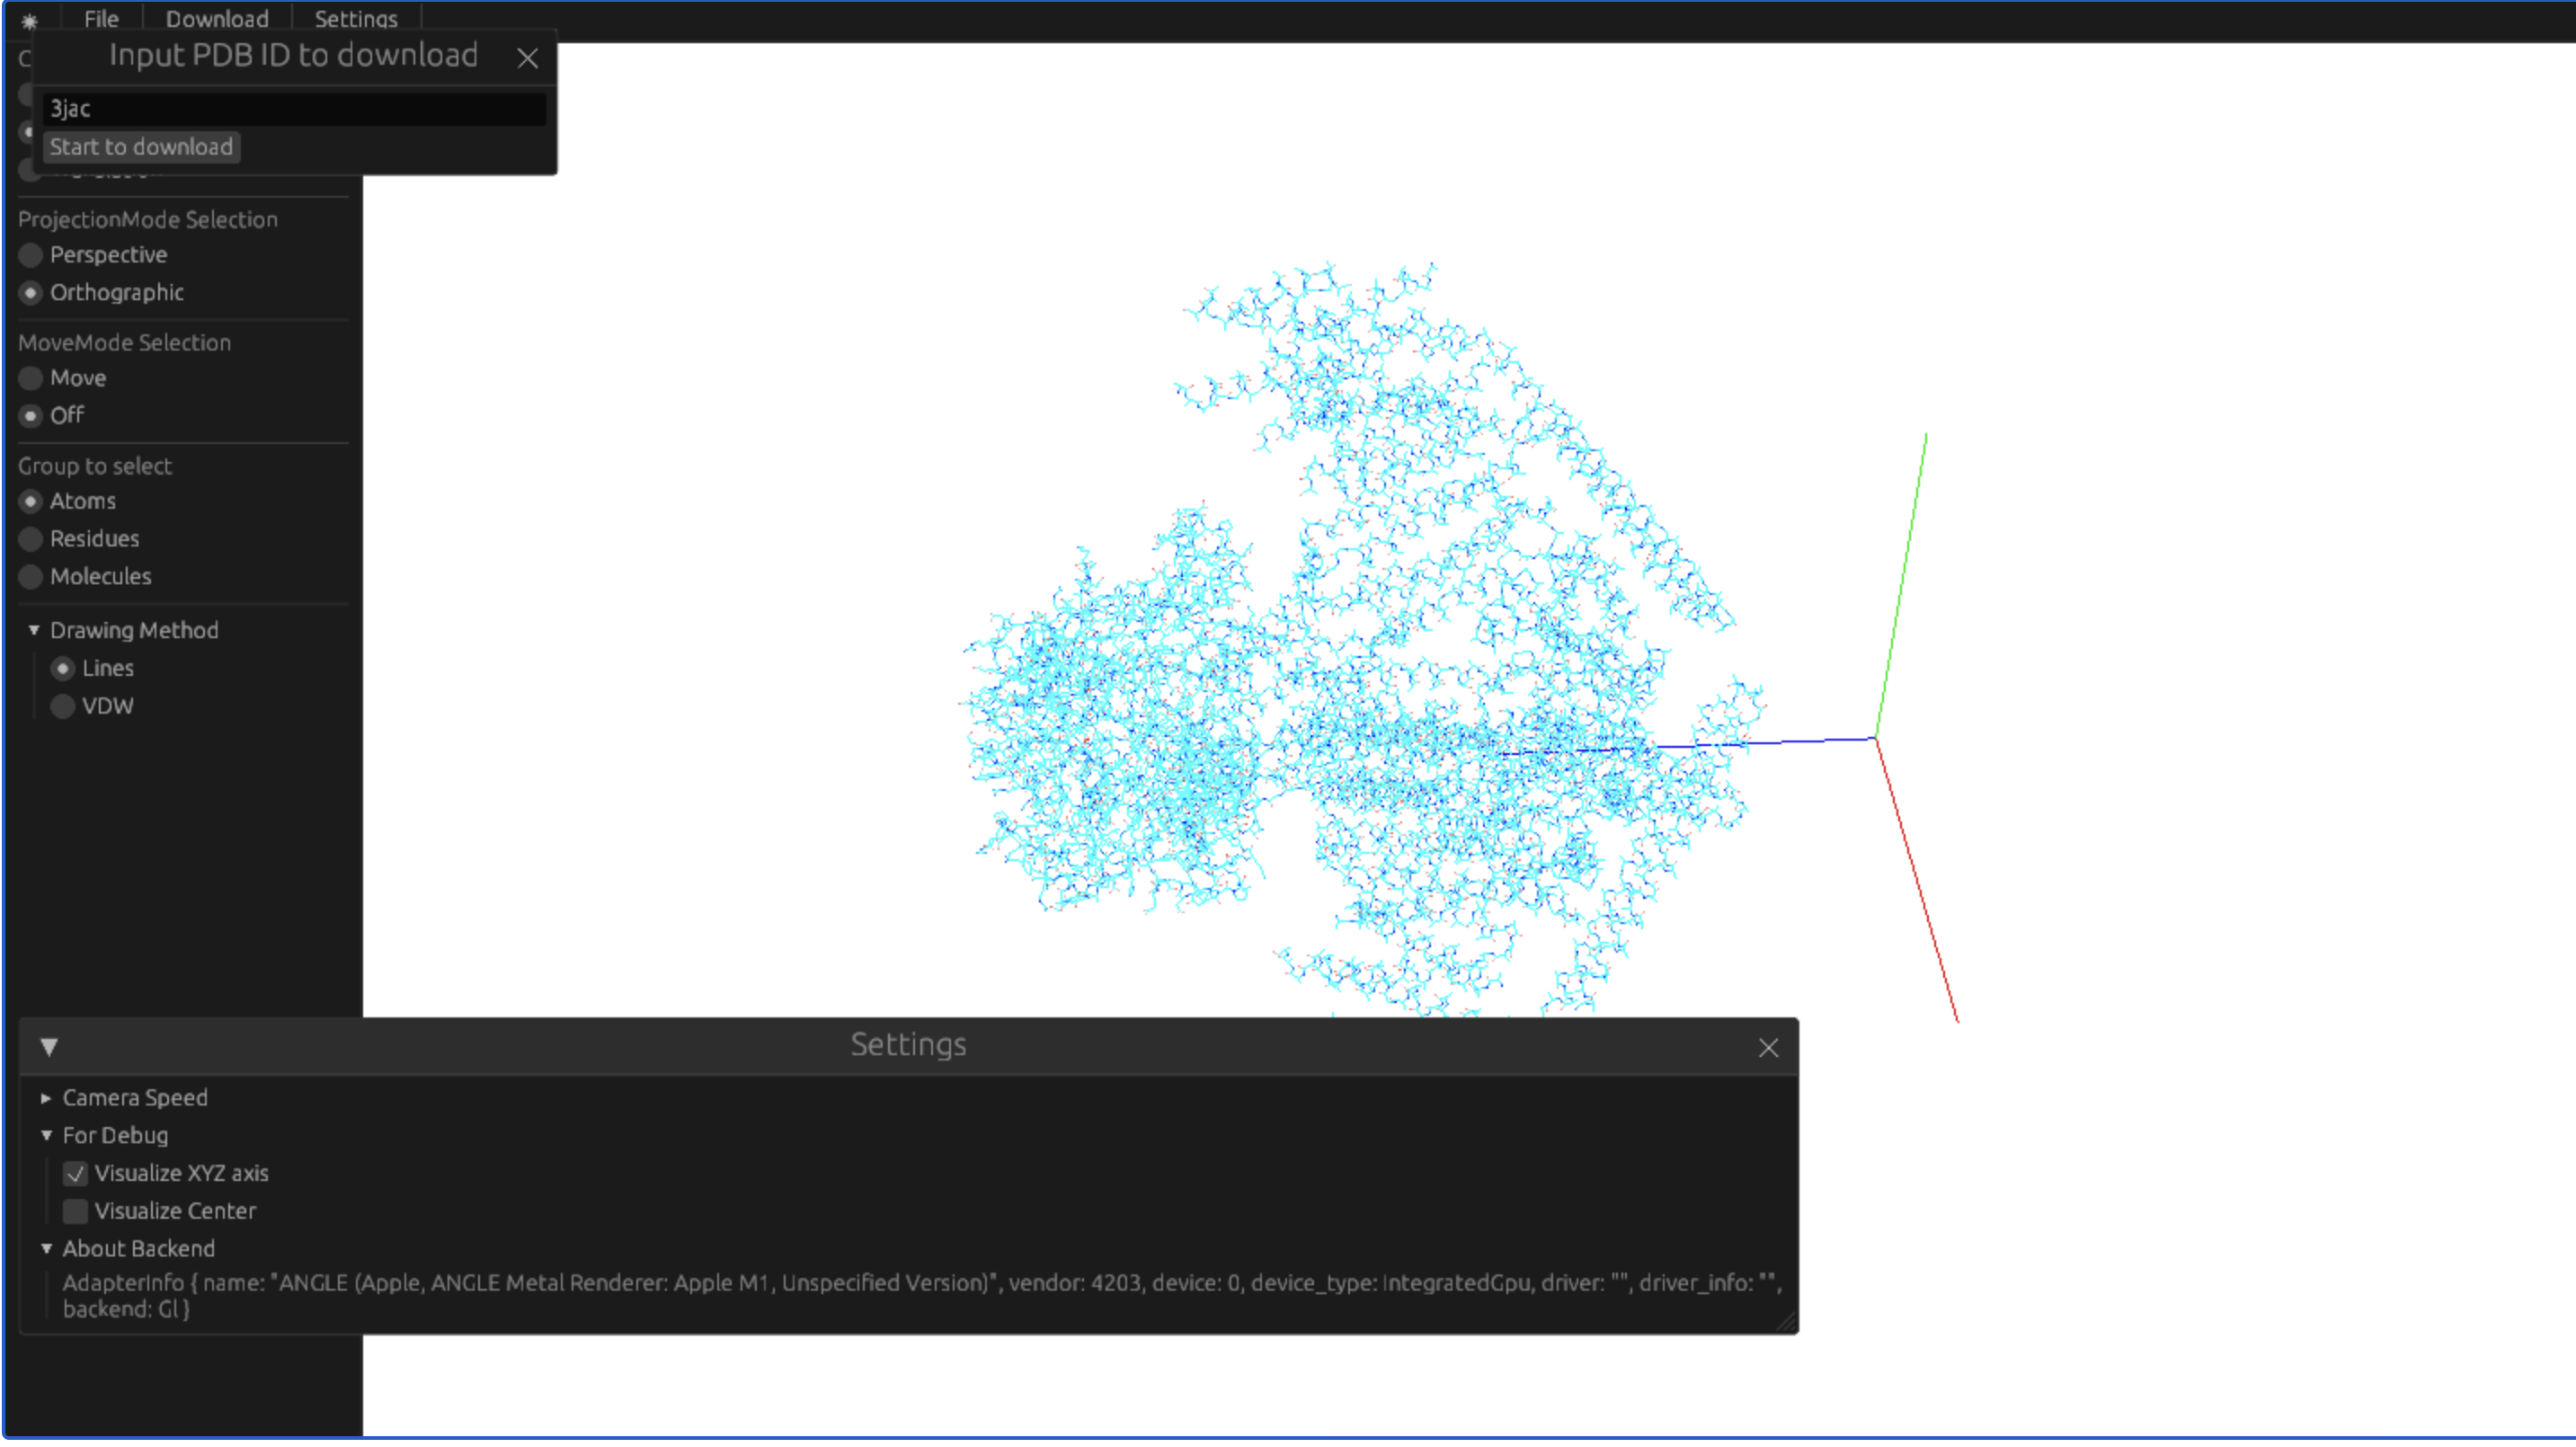 File Download Settings
Input PDB ID to download
3jac
Start to download
ProjectionMode Selection
Perspective
Orthographic
MoveMode Selection
Move
Off
Group to select
Atoms
Residues
Molecules
Drawing Method
Lines
VDW
Settings
Camera Speed
For Debug
Visualize XYZ axis
Visualize Center
About Backend
AdapterInfo { name: "ANGLE (Apple, ANGLE Metal Renderer: Apple M1, Unspecified Version)", vendor: 4203, device: 0, device_type: IntegratedGpu, driver: "", driver_info: "",
backend: Gl }